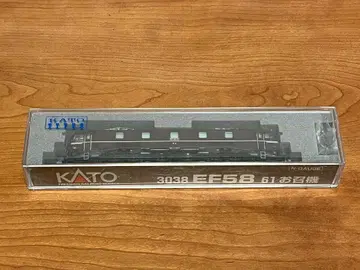 KATO
KATO 3038 EF58 61 お召機
N GAUGE